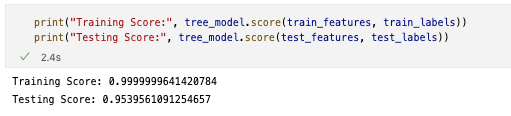 print("Training Score:", tree_model.score(train_features, train_labels))
print("Testing Score:", tree_model.score(test_features, test_labels))
2.4s
Training Score: 0.9999999641420784
Testing Score: 0.9539561091254657